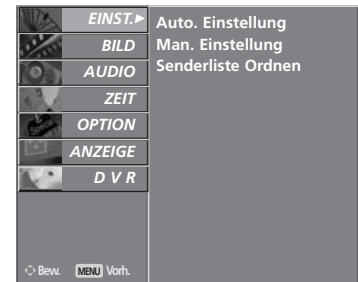 EINST.▶
BILD
AUDIO
ZEIT
OPTION
ANZEIGE
D V R
Auto. Einstellung
Man. Einstellung
Senderliste Ordnen
Bew. MENU Vorh.